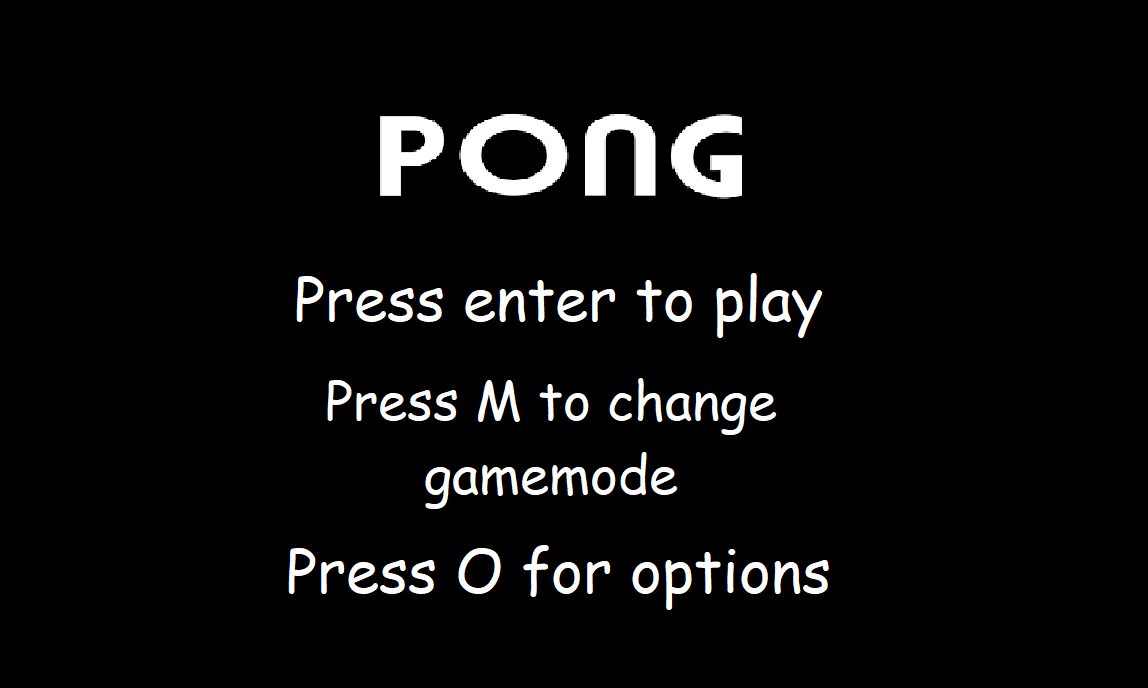 PONG
Press enter to play
Press M to change
gamemode
Press O for options